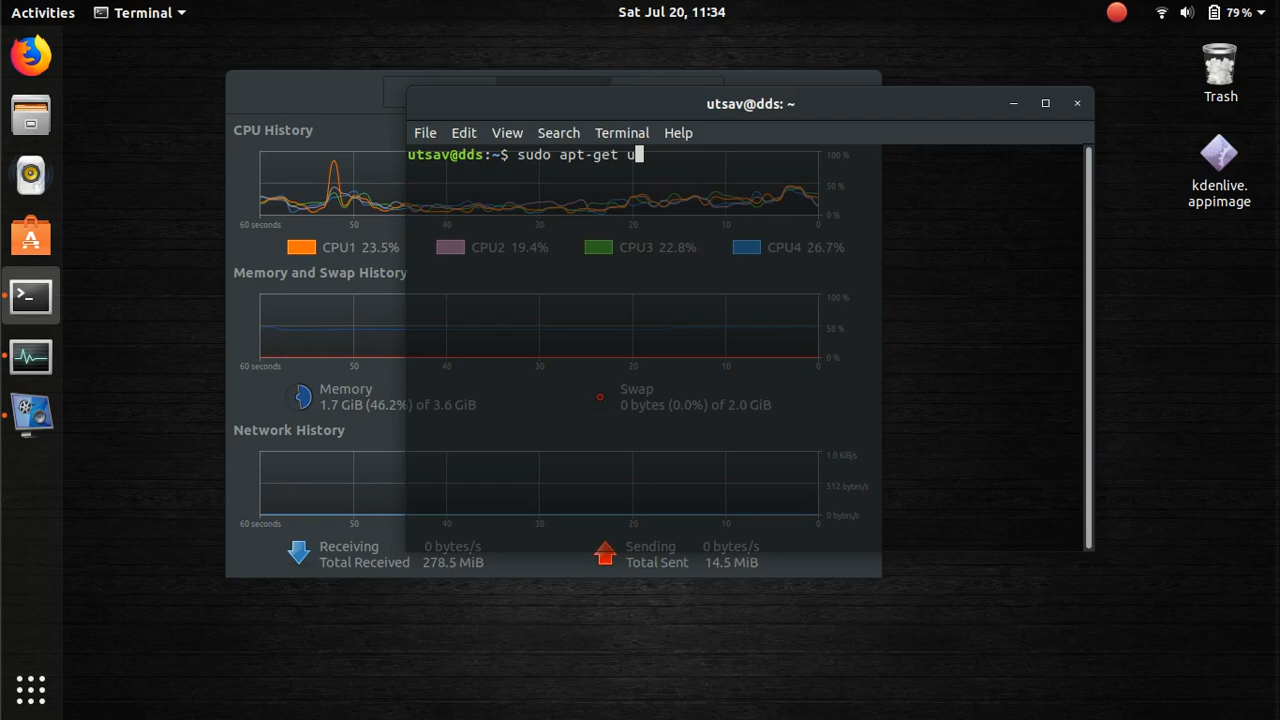 Activities Terminal Sat Jul 20, 11:34 79 %
Trash
kdenlive.
appimage
utsav@dds: ~
File Edit View Search Terminal Help
utsav@dds:~$ sudo apt-get u
CPU History
100 %
50 %
0 %
60 seconds 50 40 30 20 10 0
CPU1 23.5% CPU2 19.4% CPU3 22.8% CPU4 26.7%
Memory and Swap History
100 %
50 %
0 %
60 seconds 50 40 30 20 10 0
Memory Swap
1.7 GiB (46.2%) of 3.6 GiB 0 bytes (0.0%) of 2.0 GiB
Network History
1.0 KiB/s
512 bytes/s
0 bytes/s
60 seconds 50 40 30 20 10 0
Receiving 0 bytes/s Sending 0 bytes/s
Total Received 278.5 MiB Total Sent 14.5 MiB